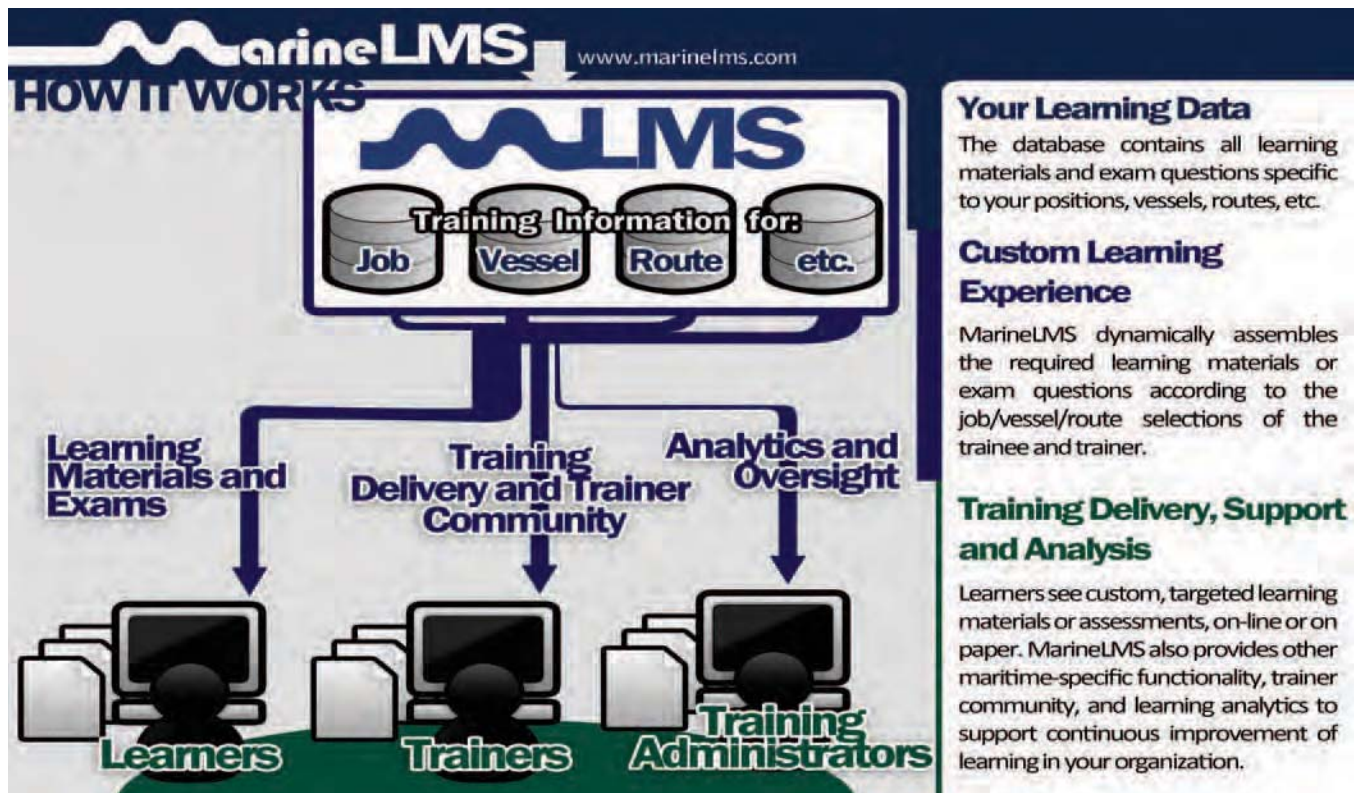 MarineLMS
www.marinelms.com
HOW IT WORKS
MLMS
Training Information for:
Job
Vessel
Route
etc.
Learning
Materials and
Exams
Training
Delivery and Trainer
Community
Analytics and
Oversight
Learners
Trainers
Training
Administrators
Your Learning Data
The database contains all learning
materials and exam questions specific
to your positions, vessels, routes, etc.
Custom Learning
Experience
MarineLMS dynamically assembles
the required learning materials or
exam questions according to the
job/vessel/route selections of the
trainee and trainer.
Training Delivery, Support
and Analysis
Learners see custom, targeted learning
materials or assessments, on-line or on
paper. MarineLMS also provides other
maritime-specific functionality, trainer
community, and learning analytics to
support continuous improvement of
learning in your organization.